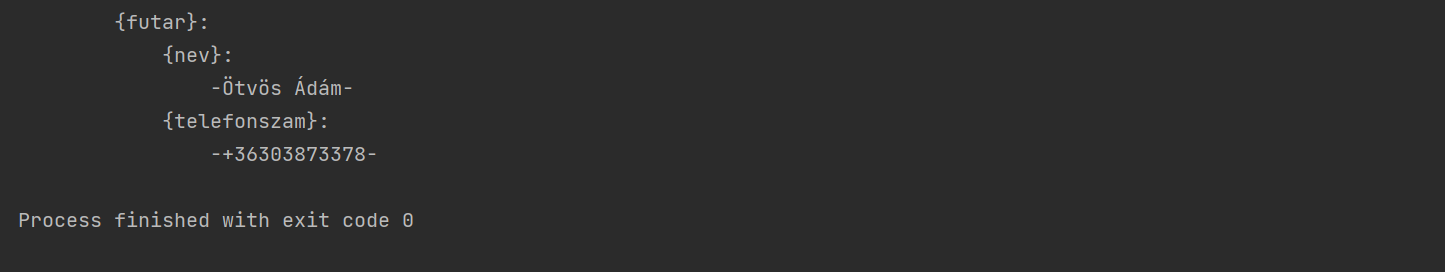 {futar}:
{nev}:
-Ötvös Ádám-
{telefonszam}:
-+36303873378-
Process finished with exit code 0